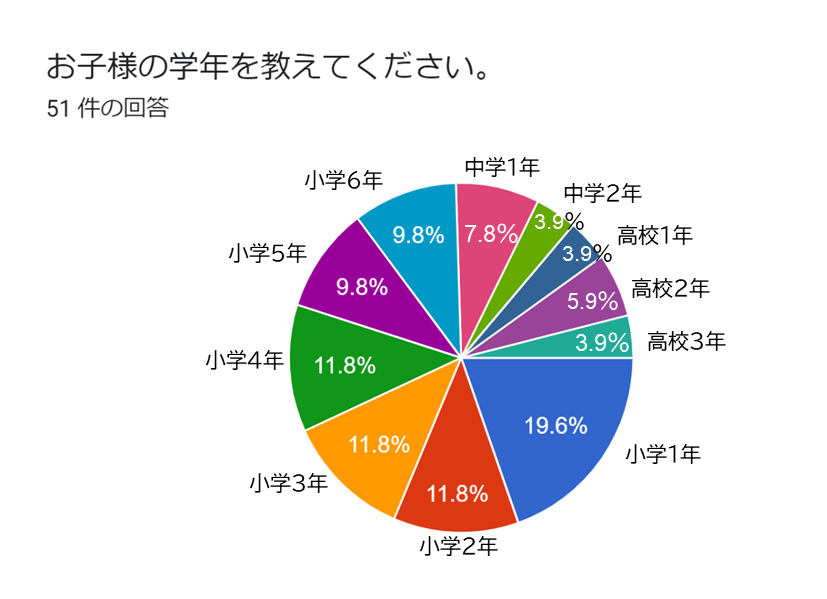 お子様の学年を教えてください。
51 件の回答
中学1年
小学6年
中学2年
3.9%
9.8%
7.8%
高校1年
小学5年
3.9%
9.8%
高校2年
5.9%
高校3年
3.9%
小学4年
11.8%
19.6%
11.8%
小学1年
小学3年
11.8%
小学2年